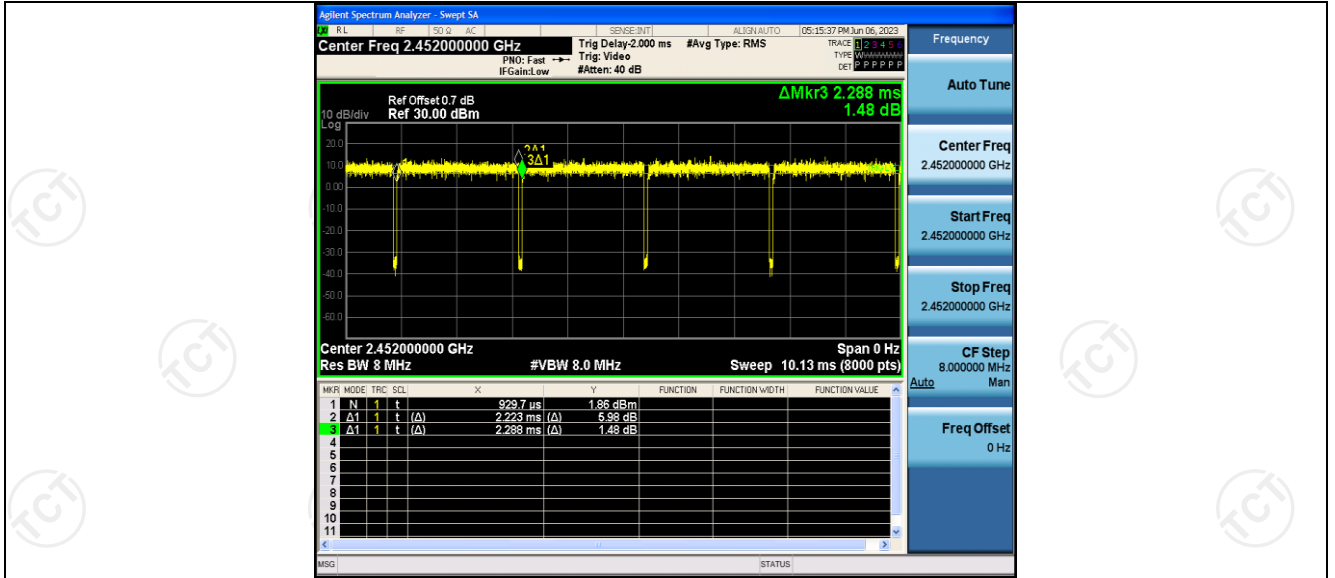 Agilent Spectrum Analyzer - Swept SA
RL RF 50 Ω AC SENSE:INT ALIGN AUTO 05:15:37 PM Jun 06, 2023
Center Freq 2.452000000 GHz
PNO: Fast
IFGain:Low
Trig Delay-2.000 ms
Trig: Video
#Atten: 40 dB
#Avg Type: RMS
TRACE 1 2 3 4 5 6
TYPE
DET P P P P P P
Ref Offset 0.7 dB
10 dB/div Ref 30.00 dBm
Log
ΔMkr3 2.288 ms
1.48 dB
20.0
10.0
0.00
-10.0
-20.0
-30.0
-40.0
-50.0
-60.0
3Δ1
Center 2.452000000 GHz Span 0 Hz
Res BW 8 MHz #VBW 8.0 MHz Sweep 10.13 ms (8000 pts)
MKR MODE TRC SCL X Y FUNCTION FUNCTION WIDTH FUNCTION VALUE
1 N 1 t 929.7 µs 1.86 dBm
2 Δ1 1 t (Δ) 2.223 ms (Δ) 5.98 dB
3 Δ1 1 t (Δ) 2.288 ms (Δ) 1.48 dB
4
5
6
7
8
9
10
11
MSG STATUS
Frequency
Auto Tune
Center Freq
2.452000000 GHz
Start Freq
2.452000000 GHz
Stop Freq
2.452000000 GHz
CF Step
8.000000 MHz
Auto Man
Freq Offset
0 Hz
TCT
TCT
TCT
TCT
TCT
TCT